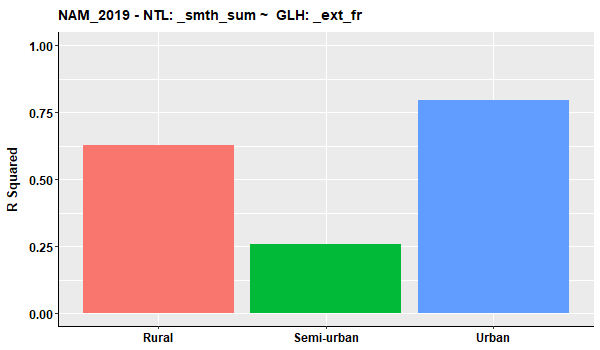 NAM_2019 - NTL: _smth_sum ~  GLH: _ext_fr
1.00
0.75
0.50
0.25
0.00
R Squared
Rural Semi-urban Urban